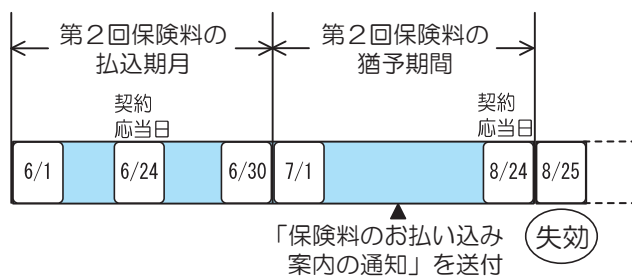 第2回保険料の
払込期月
第2回保険料の
猶予期間
契約
応当日
契約
応当日
6/1
6/24
6/30
7/1
8/24
8/25
「保険料のお払い込み
案内の通知」を送付
失効